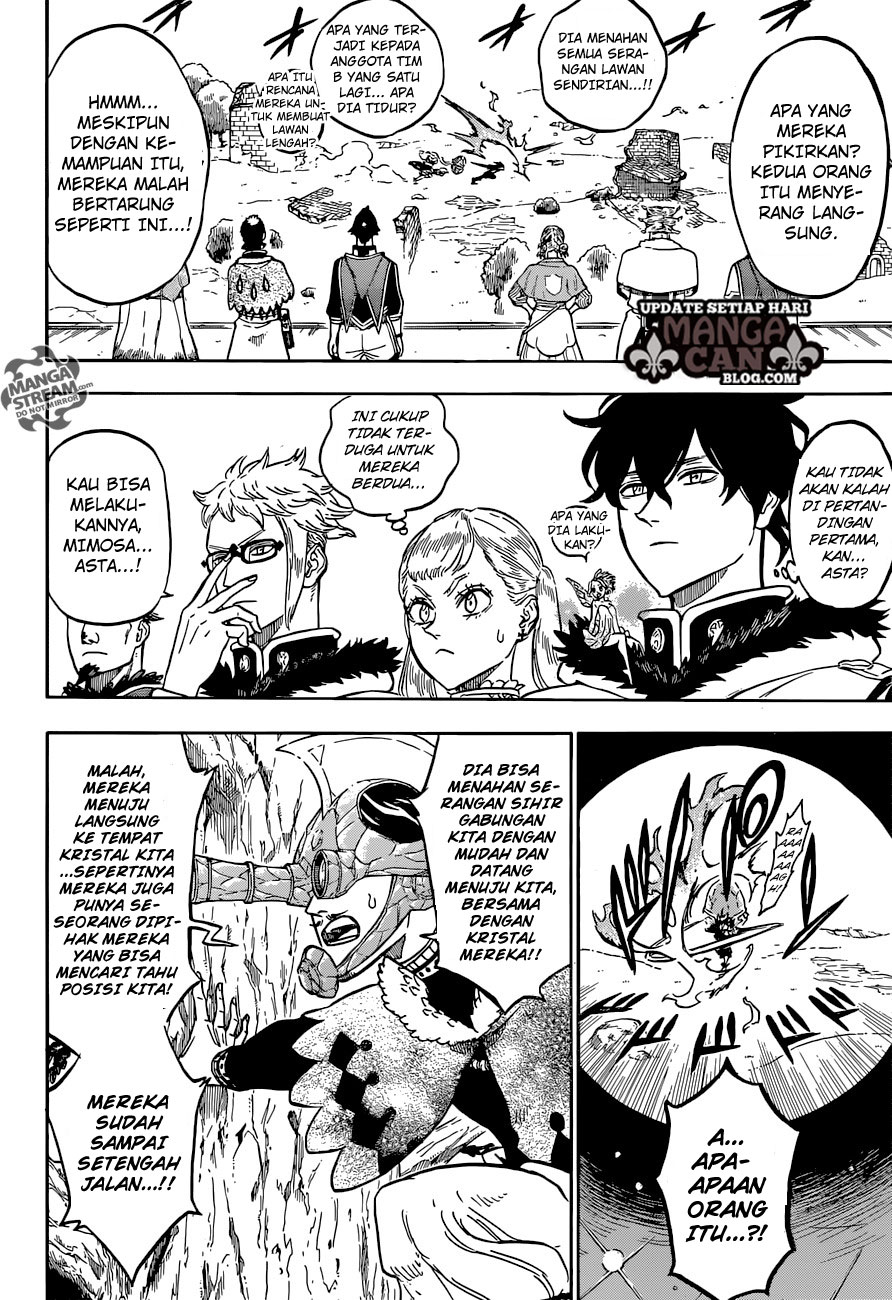 APA YANG
MEREKA
PIKIRKAN?
KEDUA ORANG
ITU MENYE-
RANG LANG-
SUNG.
DIA MENAHAN
SEMUA SERA-
NGAN LAWAN
SENDIRIAN...!!
APA YANG TER-
JADI KEPADA
ANGGOTA TIM
B YANG SATU
LAGI... APA
DIA TIDUR?
APA ITU
RENCANA
MEREKA UN-
TUK MEMBUAT
LAWAN
LENGAH?
HMMM...
MESKIPUN
DENGAN KE-
MAMPUAN ITU,
MEREKA MALAH
BERTARUNG
SEPERTI INI...!
UPDATE SETIAP HARI
MANGA
CAN
BLOG.COM
MANGA
STREAM.com
DO NOT MIRROR
KAU TIDAK
AKAN KALAH
DI PERTAN-
DINGAN
PERTAMA,
KAN...
ASTA?
APA YANG
DIA LAKU-
KAN?
INI CUKUP
TIDAK TER-
DUGA UNTUK
MEREKA
BERDUA...
KAU BISA
MELAKU-
KANNYA,
MIMOSA...
ASTA...!
RA
AAA
AA
AA
AGH
H!
A...
APA-
APAAN
ORANG
ITU...?!
DIA BISA
MENAHAN SE-
RANGAN SIHIR
GABUNGAN
KITA DENGAN
MUDAH DAN
DATANG
MENUJU KITA,
BERSAMA
DENGAN
KRISTAL
MEREKA!!
MALAH,
MEREKA
MENUJU
LANGSUNG
KE TEMPAT
KRISTAL KITA
...SEPERTINYA
MEREKA JUGA
PUNYA SE-
SEORANG DIPI-
HAK MEREKA
YANG BISA
MENCARI TAHU
POSISI KITA!
MEREKA
SUDAH
SAMPAI
SETENGAH
JALAN...!!